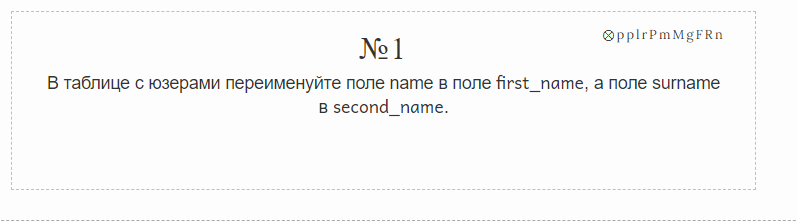 №1
⊗pplrPmMgFRn
В таблице с юзерами переименуйте поле name в поле first_name, а поле surname
в second_name.